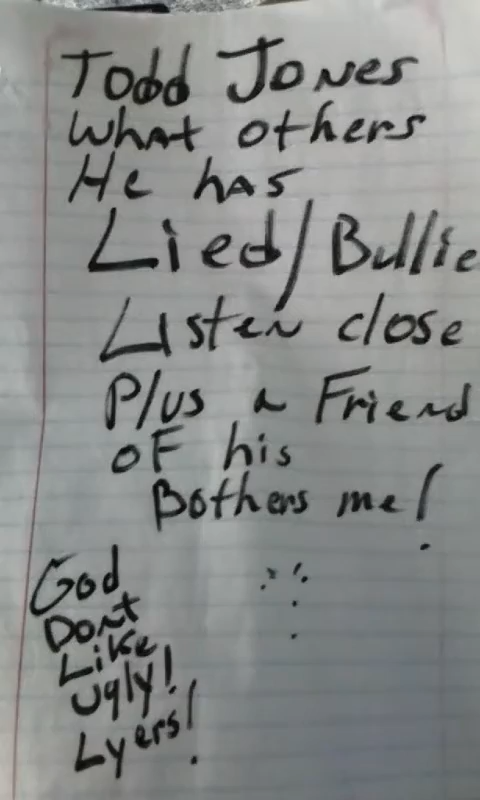 Todd Jones
What others
He has
Lied/Bullie
Listen close
Plus a Friend
OF his
Bothers me!
God
Dont
Like
Ugly!
Lyers!